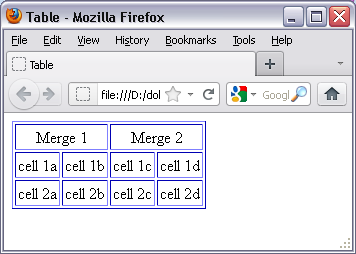 Table - Mozilla Firefox
File Edit View History Bookmarks Tools Help
Table
file:///D:/dol
Googl
Merge 1 Merge 2
cell 1a cell 1b cell 1c cell 1d
cell 2a cell 2b cell 2c cell 2d